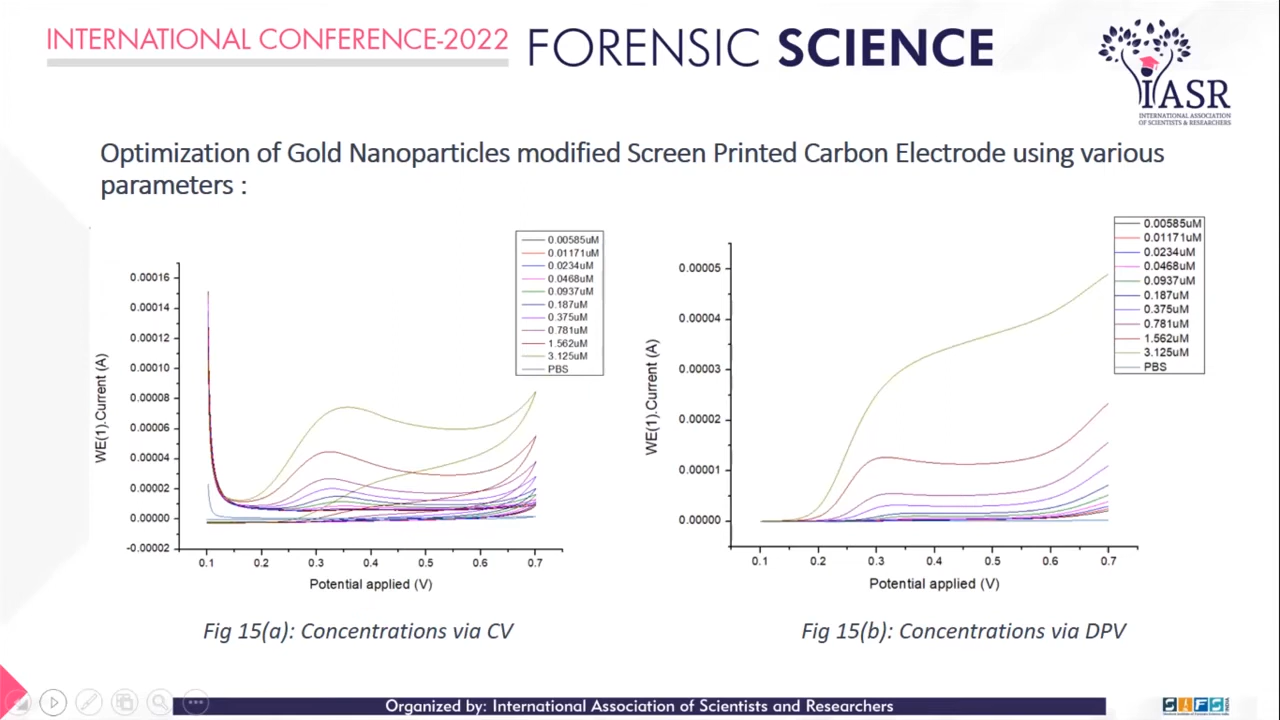 INTERNATIONAL CONFERENCE-2022 FORENSIC SCIENCE
IASR
INTERNATIONAL ASSOCIATION
OF SCIENTISTS & RESEARCHERS
Optimization of Gold Nanoparticles modified Screen Printed Carbon Electrode using various
parameters :
0.00585uM
0.01171uM
0.0234uM
0.0468uM
0.0937uM
0.187uM
0.375uM
0.781uM
1.562uM
3.125uM
PBS
0.00016
0.00014
0.00012
0.00010
0.00008
0.00006
0.00004
0.00002
0.00000
-0.00002
WE(1).Current (A)
0.1 0.2 0.3 0.4 0.5 0.6 0.7
Potential applied (V)
Fig 15(a): Concentrations via CV
0.00585uM
0.01171uM
0.0234uM
0.0468uM
0.0937uM
0.187uM
0.375uM
0.781uM
1.562uM
3.125uM
PBS
0.00005
0.00004
0.00003
0.00002
0.00001
0.00000
WE(1).Current (A)
0.1 0.2 0.3 0.4 0.5 0.6 0.7
Potential applied (V)
Fig 15(b): Concentrations via DPV
Organized by: International Association of Scientists and Researchers
SIFS
INDIA